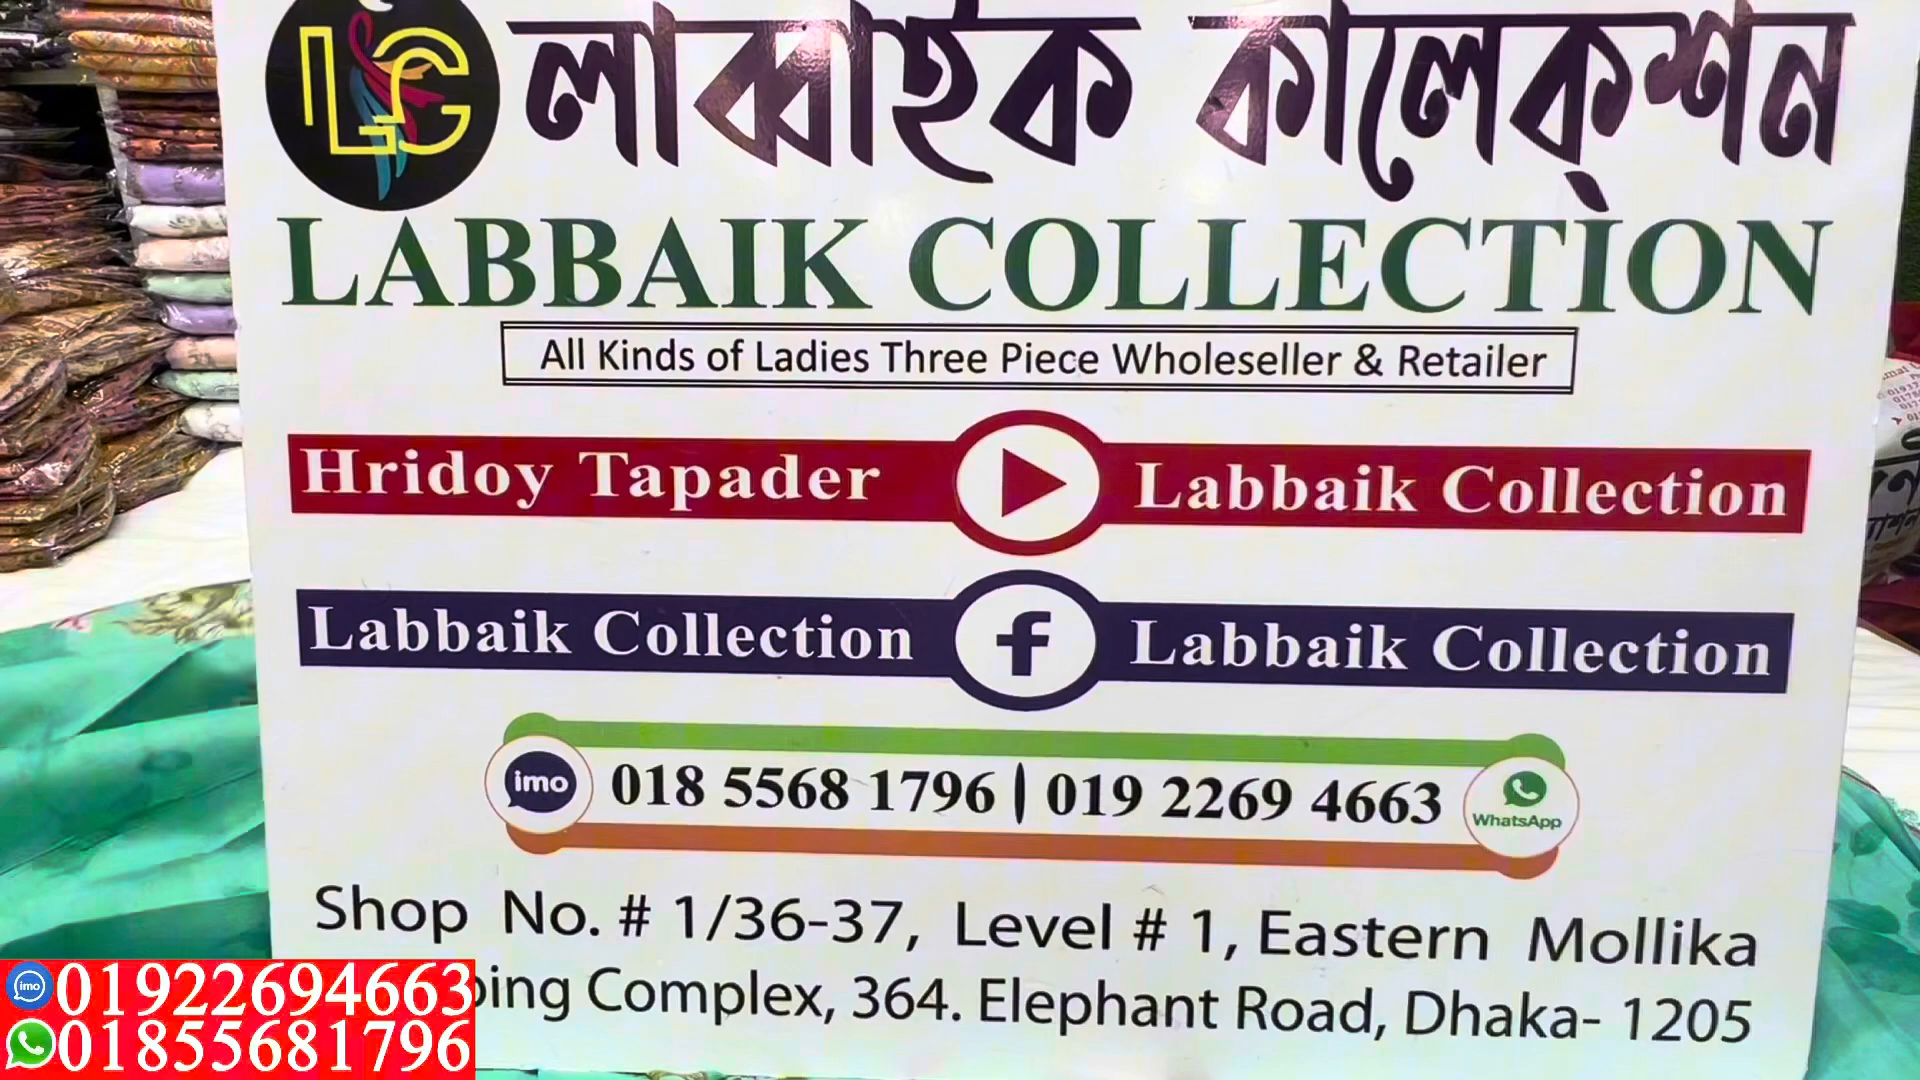 LC লাব্বাইক কালেকশন
LABBAIK COLLECTION
All Kinds of Ladies Three Piece Wholeseller & Retailer
Hridoy Tapader Labbaik Collection
Labbaik Collection f Labbaik Collection
imo 018 5568 1796 | 019 2269 4663 WhatsApp
Shop No. # 1/36-37, Level # 1, Eastern Mollika
ping Complex, 364. Elephant Road, Dhaka- 1205
imo 01922694663
01855681796